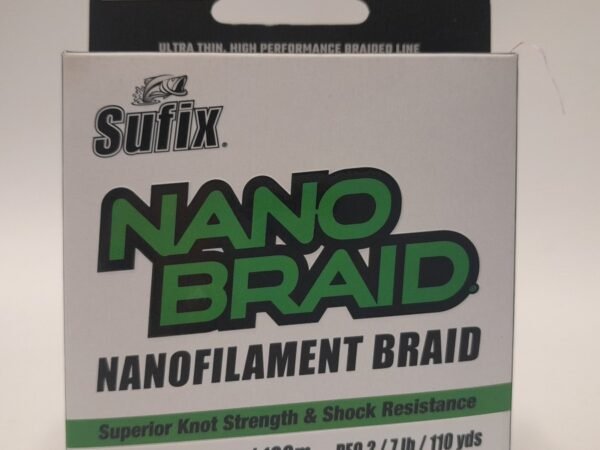 ULTRA THIN, HIGH PERFORMANCE BRAIDED LINE
Sufix
NANO
BRAID
NANOFILAMENT BRAID
Superior Knot Strength & Shock Resistance
7 lb / 110 yds